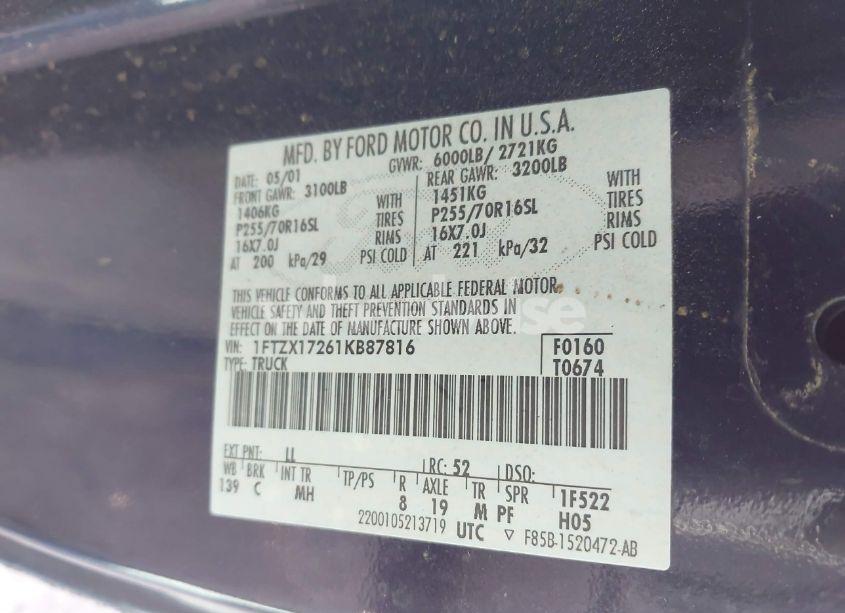 MFD. BY FORD MOTOR CO. IN U.S.A.
DATE: 05/01 GVWR: 6000LB/ 2721KG
FRONT GAWR: 3100LB REAR GAWR: 3200LB
1406KG WITH 1451KG WITH
P255/70R16SL TIRES P255/70R16SL TIRES
16X7.0J RIMS 16X7.0J RIMS
AT 200 kPa/29 PSI COLD AT 221 kPa/32 PSI COLD
THIS VEHICLE CONFORMS TO ALL APPLICABLE FEDERAL MOTOR
VEHICLE SAFETY AND THEFT PREVENTION STANDARDS IN
EFFECT ON THE DATE OF MANUFACTURE SHOWN ABOVE.
VIN: 1FTZX17261KB87816 F0160
TYPE: TRUCK T0674
EXT PNT: LL RC: 52 DSO:
WB BRK INT TR TP/PS R AXLE TR SPR 1F522
139 C MH 8 19 M PF H05
2200105213719 UTC ▽ F85B-1520472-AB